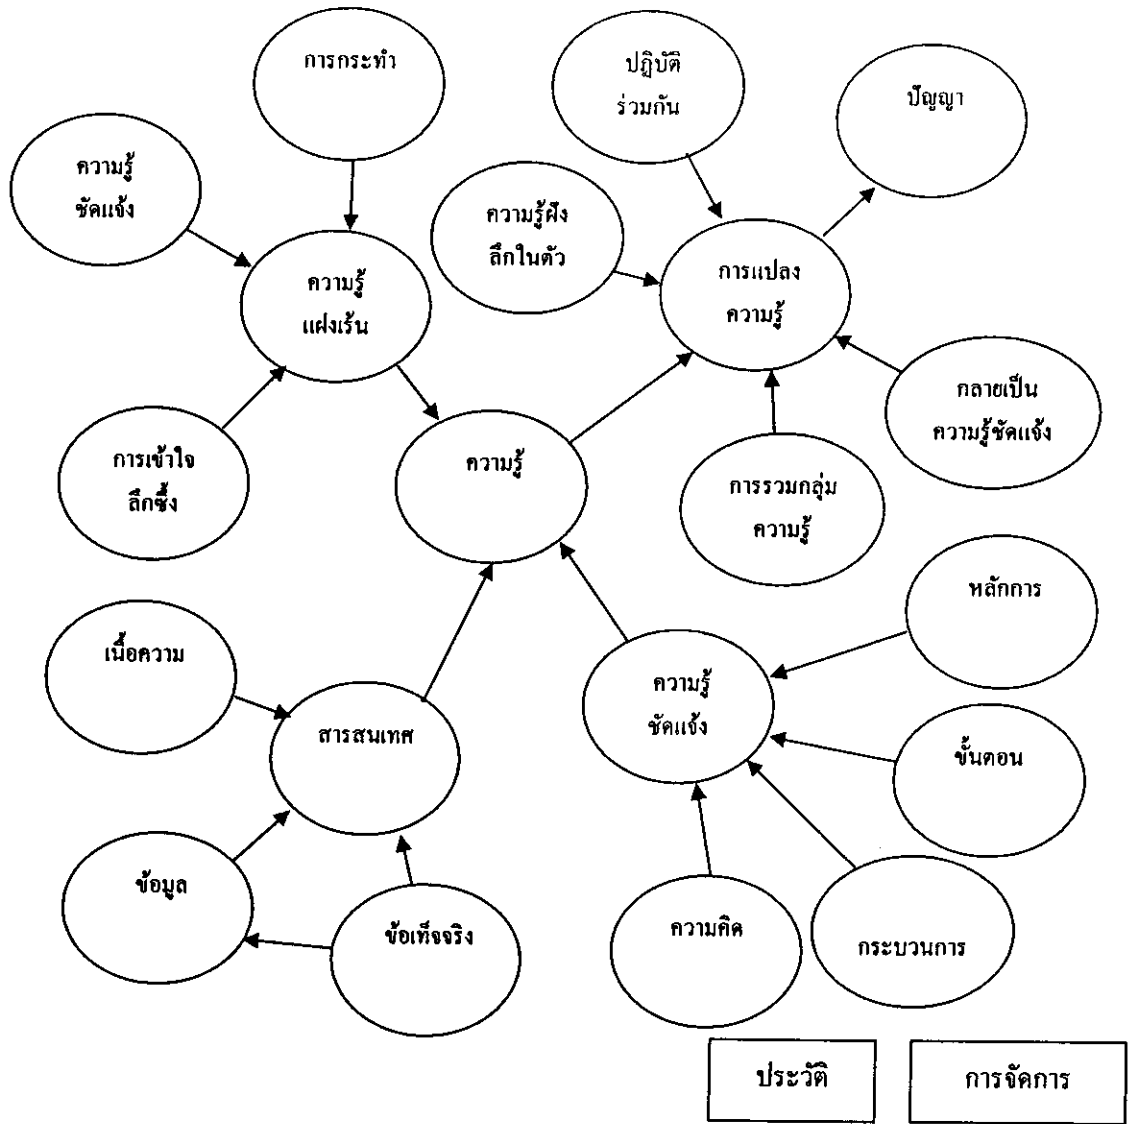 การกระทำ
ปฏิบัติ
ร่วมกัน
ปัญญา
ความรู้
ชัดแจ้ง
ความรู้ฝัง
ลึกในตัว
ความรู้
แฝงเร้น
การแปลง
ความรู้
กลายเป็น
ความรู้ชัดแจ้ง
การเข้าใจ
ลึกซึ้ง
ความรู้
การรวมกลุ่ม
ความรู้
หลักการ
เนื้อความ
ความรู้
ชัดแจ้ง
สารสนเทศ
ขั้นตอน
ข้อมูล
ข้อเท็จจริง
ความคิด
กระบวนการ
ประวัติ
การจัดการ